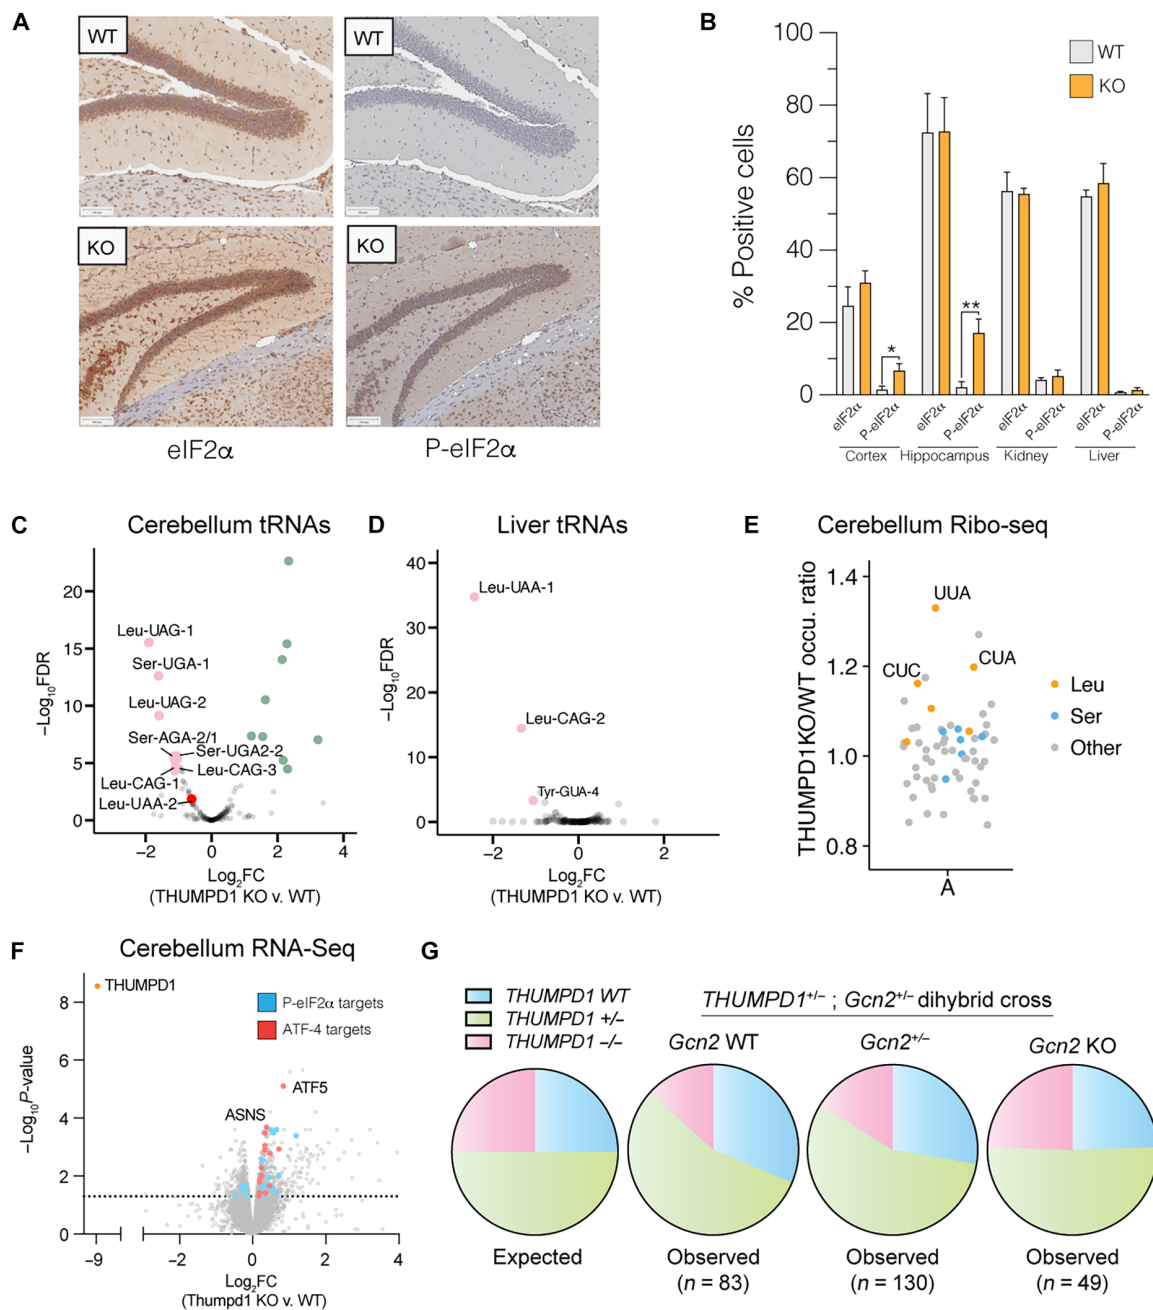 A
WT
WT
KO
KO
eIF2α
P-eIF2α
B
100
80
60
40
20
0
% Positive cells
WT
KO
*
**
eIF2α
P-eIF2α
eIF2α
P-eIF2α
eIF2α
P-eIF2α
eIF2α
P-eIF2α
Cortex
Hippocampus
Kidney
Liver
C
Cerebellum tRNAs
−Log10FDR
20
15
10
5
0
Leu-UAG-1
Ser-UGA-1
Leu-UAG-2
Ser-AGA-2/1
Ser-UGA2-2
Leu-CAG-1
Leu-CAG-3
Leu-UAA-2
−2
0
2
4
Log2FC
(THUMPD1 KO v. WT)
D
Liver tRNAs
−Log10FDR
40
30
20
10
0
Leu-UAA-1
Leu-CAG-2
Tyr-GUA-4
−2
0
2
Log2FC
(THUMPD1 KO v. WT)
E
Cerebellum Ribo-seq
THUMPD1KO/WT occu. ratio
1.4
1.2
1.0
0.8
UUA
CUA
CUC
Leu
Ser
Other
A
F
Cerebellum RNA-Seq
−Log10P-value
8
6
4
2
0
THUMPD1
P-eIF2α targets
ATF-4 targets
ATF5
ASNS
−9
−2
0
2
4
Log2FC
(Thumpd1 KO v. WT)
G
THUMPD1 WT
THUMPD1 +/−
THUMPD1 −/−
THUMPD1+/− ; Gcn2+/− dihybrid cross
Gcn2 WT
Gcn2+/−
Gcn2 KO
Expected
Observed
(n = 83)
Observed
(n = 130)
Observed
(n = 49)